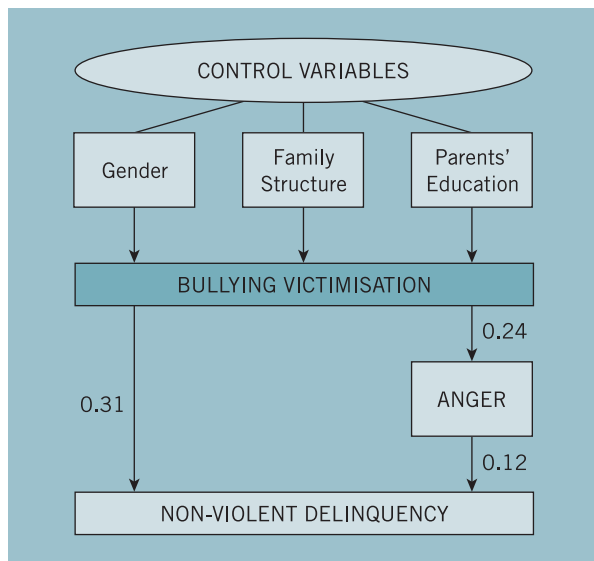 CONTROL VARIABLES
Gender
Family
Structure
Parents’
Education
BULLYING VICTIMISATION
0.24
0.31
ANGER
0.12
NON-VIOLENT DELINQUENCY